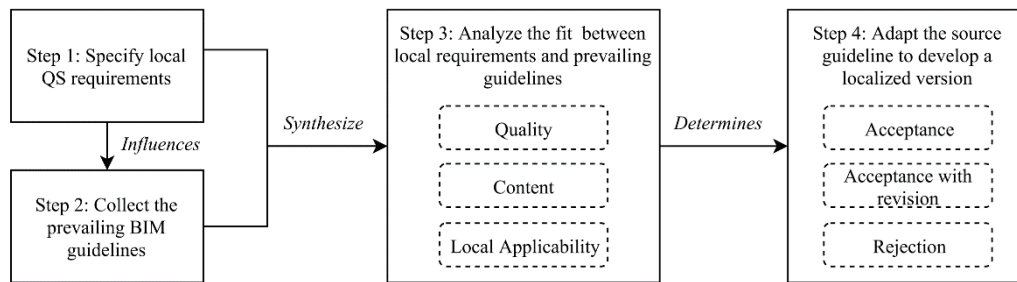 Step 1: Specify local
QS requirements
Influences
Step 2: Collect the
prevailing BIM
guidelines
Synthesize
Step 3: Analyze the fit between
local requirements and prevailing
guidelines
Quality
Content
Local Applicability
Determines
Step 4: Adapt the source
guideline to develop a
localized version
Acceptance
Acceptance with
revision
Rejection